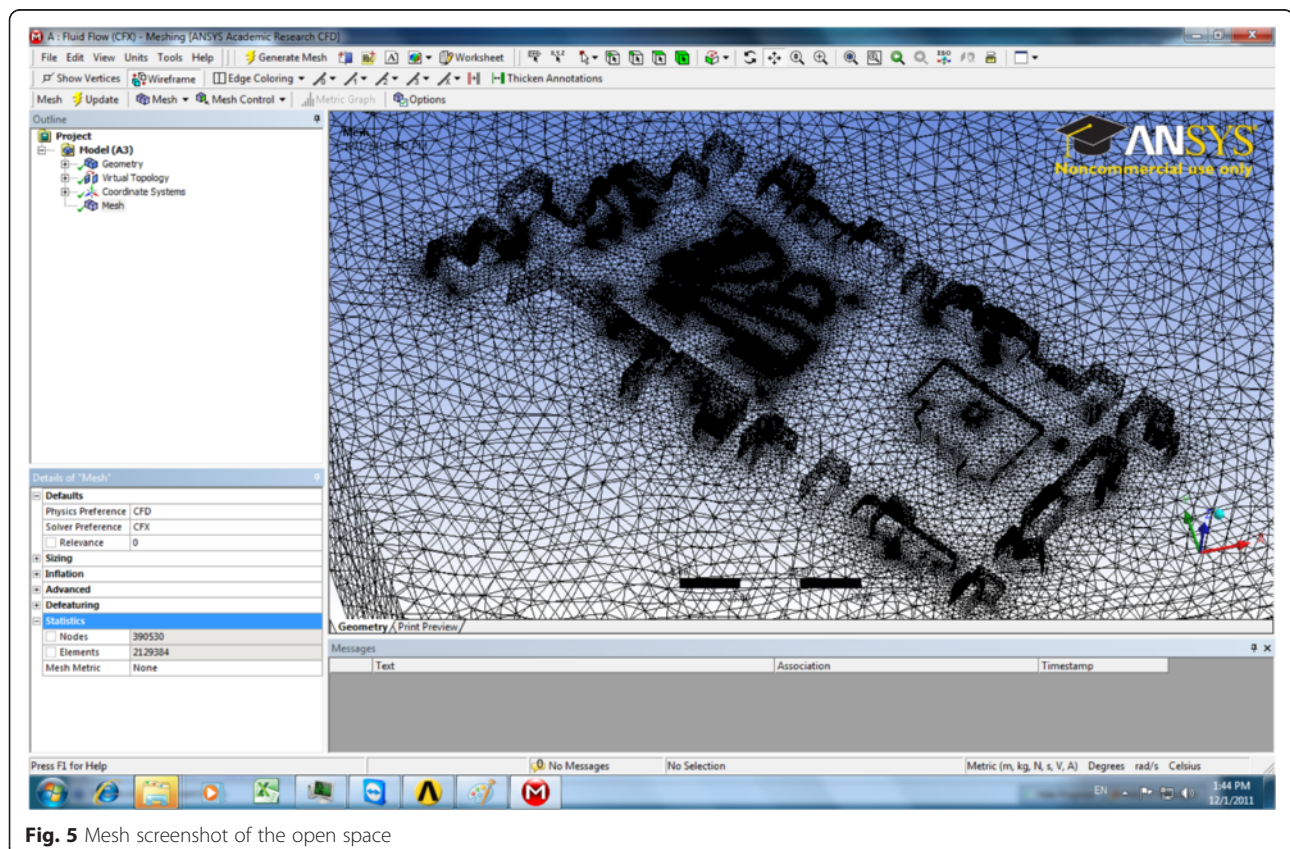 A : Fluid Flow (CFX) - Meshing [ANSYS Academic Research CFD]
File Edit View Units Tools Help Generate Mesh A Worksheet
Show Vertices Wireframe Edge Coloring Thicken Annotations
Mesh Update Mesh Mesh Control Metric Graph Options
Outline
Project
Model (A3)
Geometry
Virtual Topology
Coordinate Systems
Mesh
Mesh
ANSYS
Noncommercial use only
Details of "Mesh"
Defaults
Physics Preference CFD
Solver Preference CFX
Relevance 0
Sizing
Inflation
Advanced
Defeaturing
Statistics
Nodes 390530
Elements 2129384
Mesh Metric None
Geometry Print Preview
Messages
Text Association Timestamp
Press F1 for Help No Messages No Selection Metric (m, kg, N, s, V, A) Degrees rad/s Celsius
EN 1:44 PM
12/1/2011
Fig. 5 Mesh screenshot of the open space